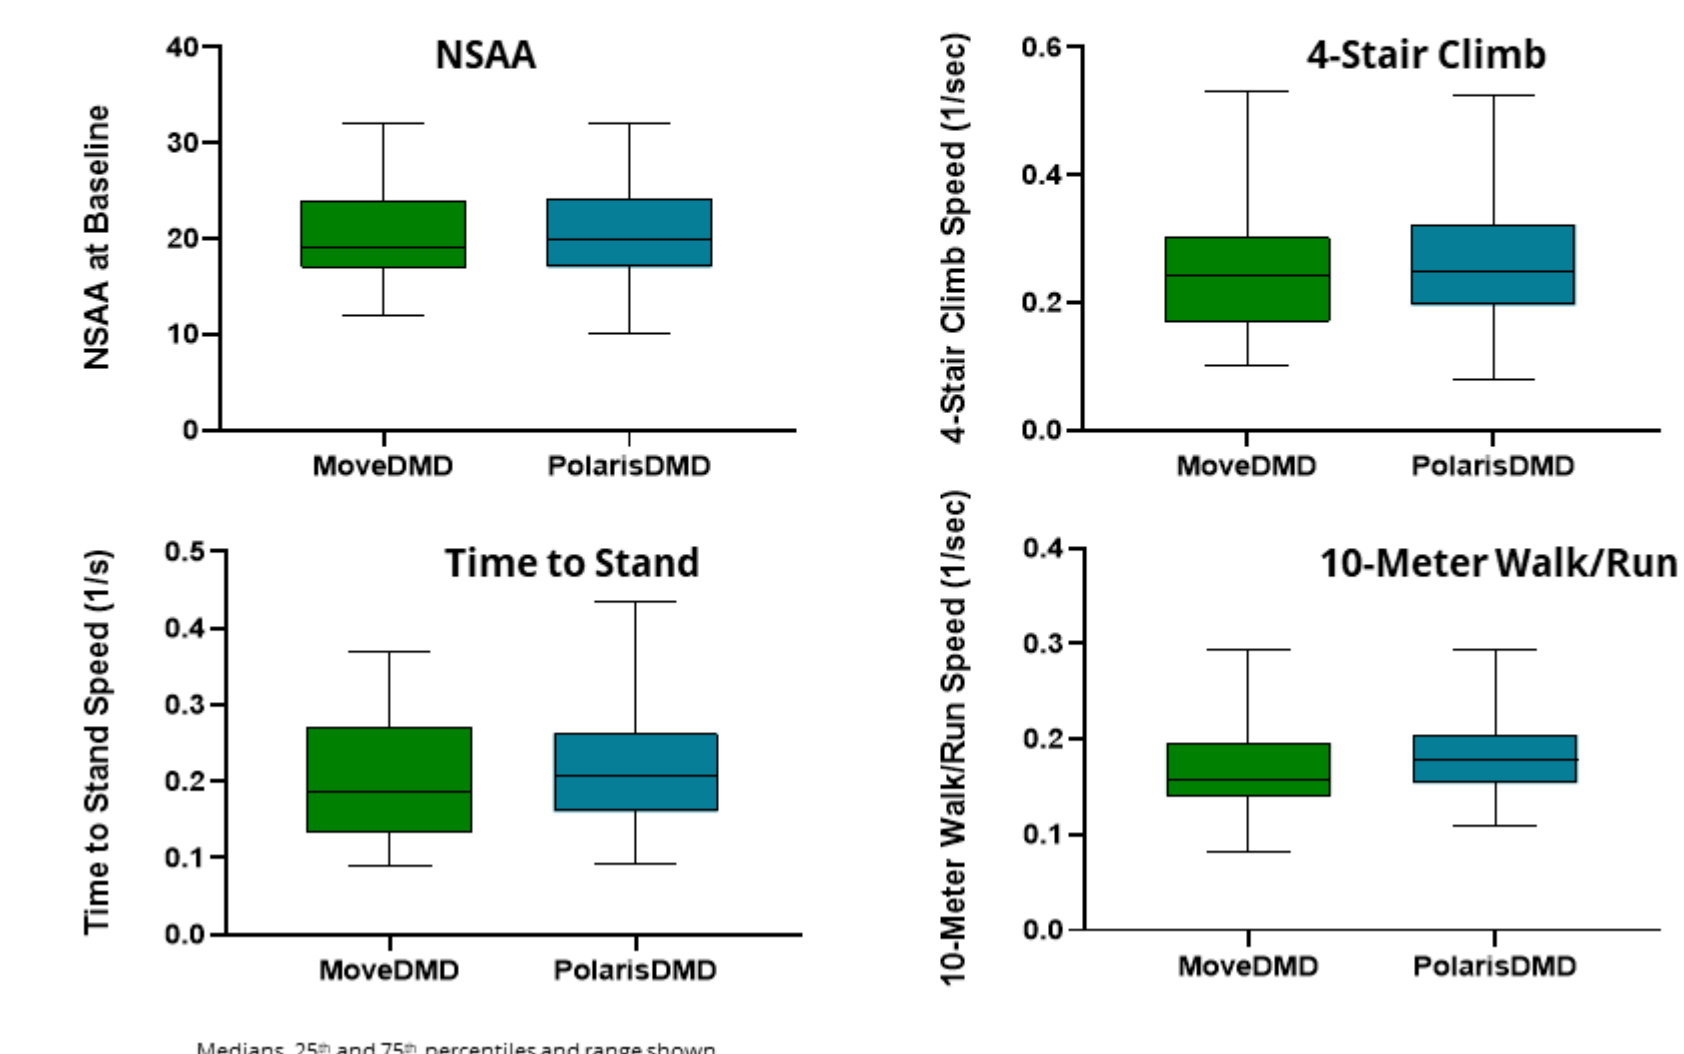 NSAA
NSAA at Baseline
40
30
20
10
0
MoveDMD PolarisDMD
4-Stair Climb
4-Stair Climb Speed (1/sec)
0.6
0.4
0.2
0.0
MoveDMD PolarisDMD
Time to Stand
Time to Stand Speed (1/s)
0.5
0.4
0.3
0.2
0.1
0.0
MoveDMD PolarisDMD
10-Meter Walk/Run
10-Meter Walk/Run Speed (1/sec)
0.4
0.3
0.2
0.1
0.0
MoveDMD PolarisDMD
Medians, 25th and 75th percentiles and range shown